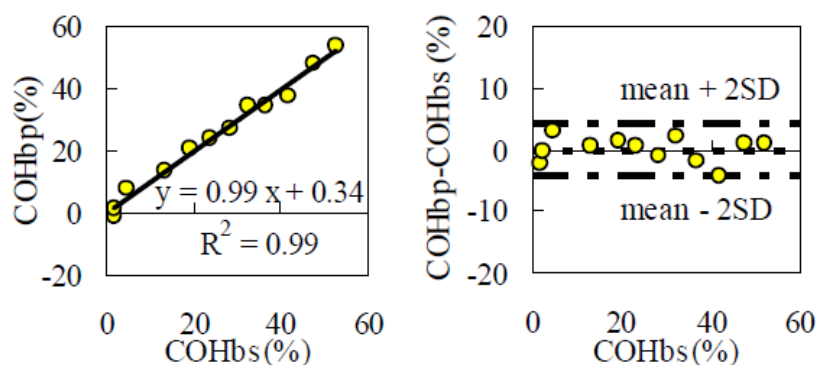 60
40
20
0
-20
COHbp(%)
y = 0.99 x + 0.34
R² = 0.99
0 20 40 60
COHbs(%)
20
10
0
-10
-20
COHbp-COHbs (%)
mean + 2SD
mean - 2SD
0 20 40 60
COHbs(%)